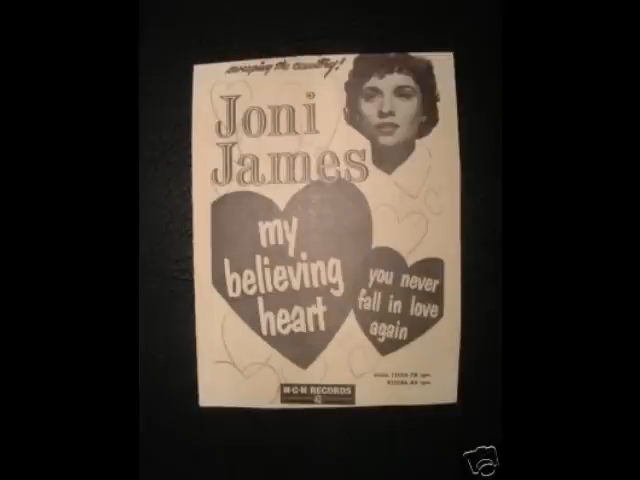 sweeping the country!
Joni
James
my
believing
heart
you never
fall in love
again
M-G-M RECORDS